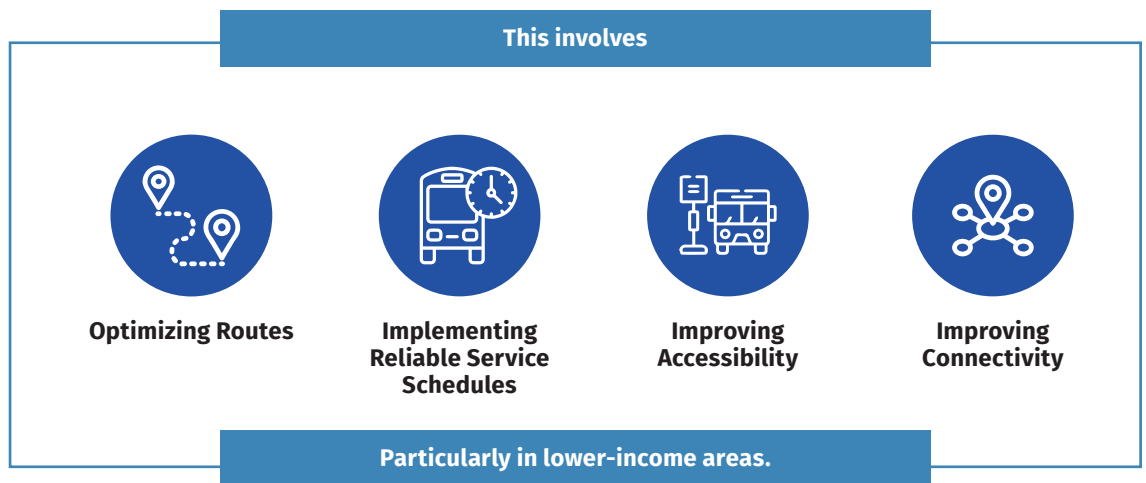 This involves
Optimizing Routes
Implementing
Reliable Service
Schedules
Improving
Accessibility
Improving
Connectivity
Particularly in lower-income areas.